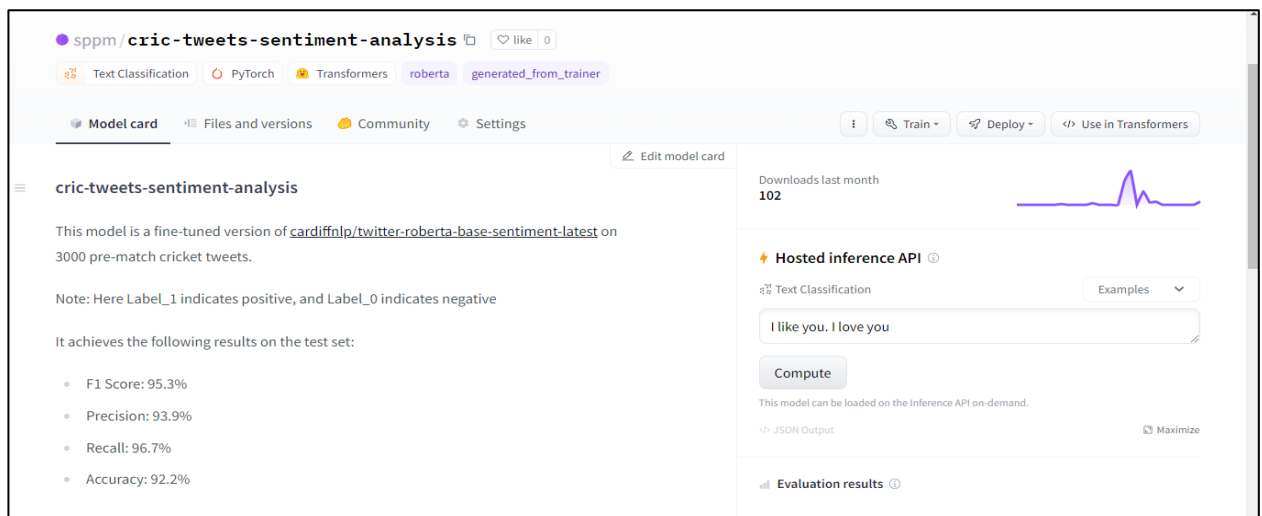 sppm/cric-tweets-sentiment-analysis like 0
Text Classification PyTorch Transformers roberta generated_from_trainer
Model card Files and versions Community Settings
Train Deploy </> Use in Transformers
Edit model card
cric-tweets-sentiment-analysis
This model is a fine-tuned version of cardiffnlp/twitter-roberta-base-sentiment-latest on
3000 pre-match cricket tweets.
Note: Here Label_1 indicates positive, and Label_0 indicates negative
It achieves the following results on the test set:
F1 Score: 95.3%
Precision: 93.9%
Recall: 96.7%
Accuracy: 92.2%
Downloads last month
102
Hosted inference API
Text Classification
Examples
I like you. I love you
Compute
This model can be loaded on the Inference API on-demand.
</> JSON Output
Maximize
Evaluation results